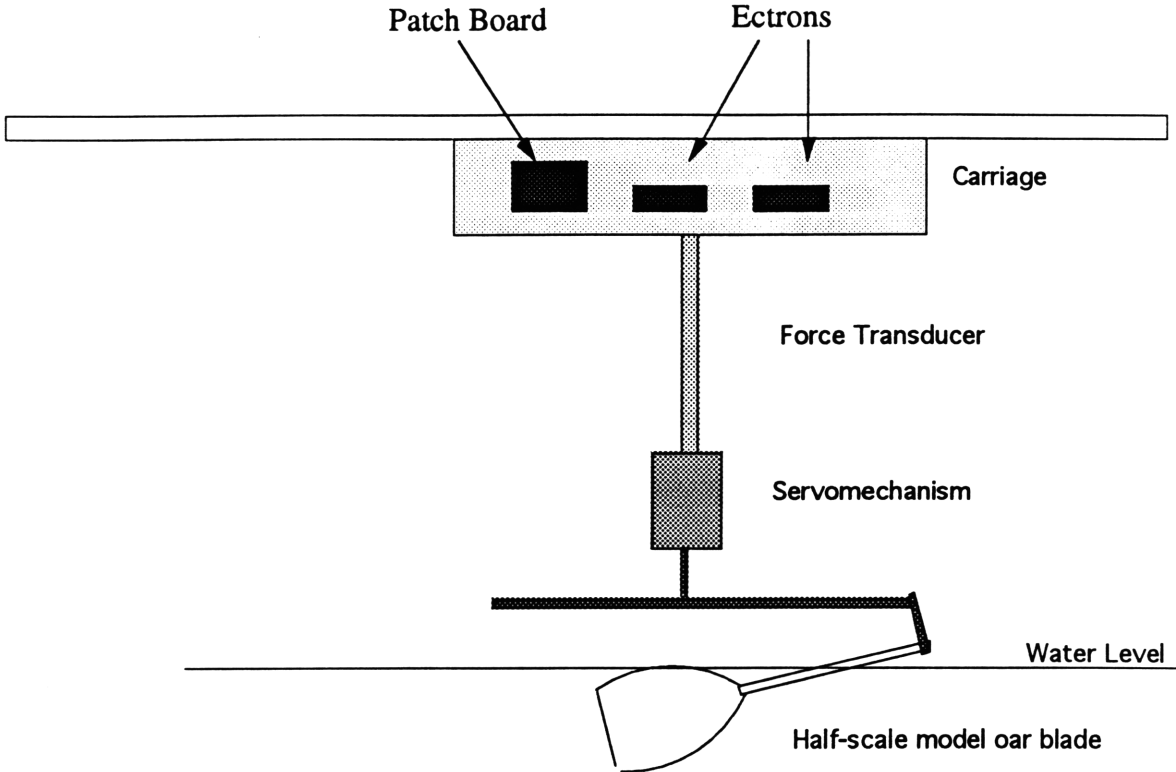 Patch Board
Ectrons
Carriage
Force Transducer
Servomechanism
Water Level
Half-scale model oar blade